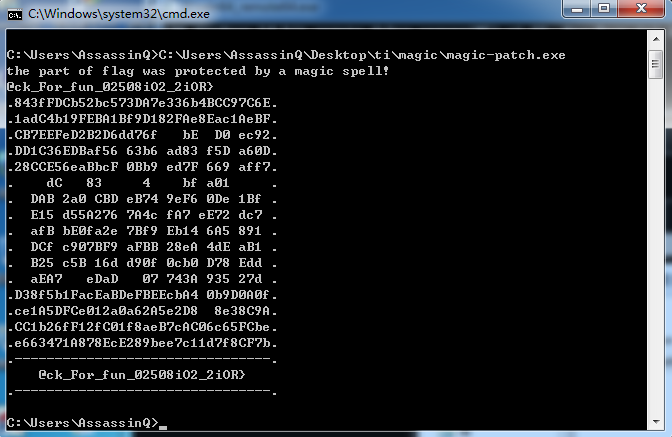 C:\Windows\system32\cmd.exe
C:\Users\AssassinQ>C:\Users\AssassinQ\Desktop\ti\magic\magic-patch.exe
the part of flag was protected by a magic spell!
@ck_For_fun_02508iO2_2iOR}
.843fFDCb52bc573DA7e336b4BCC97C6E.
.1adC4b19FEBA1Bf9D182FAe8Eac1AeBF.
.CB7EEFeD2B2D6dd76f   bE  D0 ec92.
.DD1C36EDBaf56 63b6 ad83 f5D a60D.
.28CCE56eaBbcF 0Bb9 ed7F 669 aff7.
.    dC   83     4    bf a01     .
.  DAB 2a0 CBD eB74 9eF6 0De 1Bf .
.  E15 d55A276 7A4c fA7 eE72 dc7 .
.  afB bE0fa2e 7Bf9 Eb14 6A5 891 .
.  DCf c907BF9 aFBB 28eA 4dE aB1 .
.  B25 c5B 16d d90f 0cb0 D78 Edd .
.  aEA7  eDaD   07 743A 935 27d .
.D38f5b1FacEaBDeFBEEcbA4 0b9D0A0f.
.ce1A5DFCe012a0a62A5e2D8  8e38C9A.
.CC1b26fF12fC01f8aeB7cAC06c65FCbe.
.e663471A878EcE289bee7c11d7f8CF7b.
.--------------------------------.
@ck_For_fun_02508iO2_2iOR}
.--------------------------------.
C:\Users\AssassinQ>_